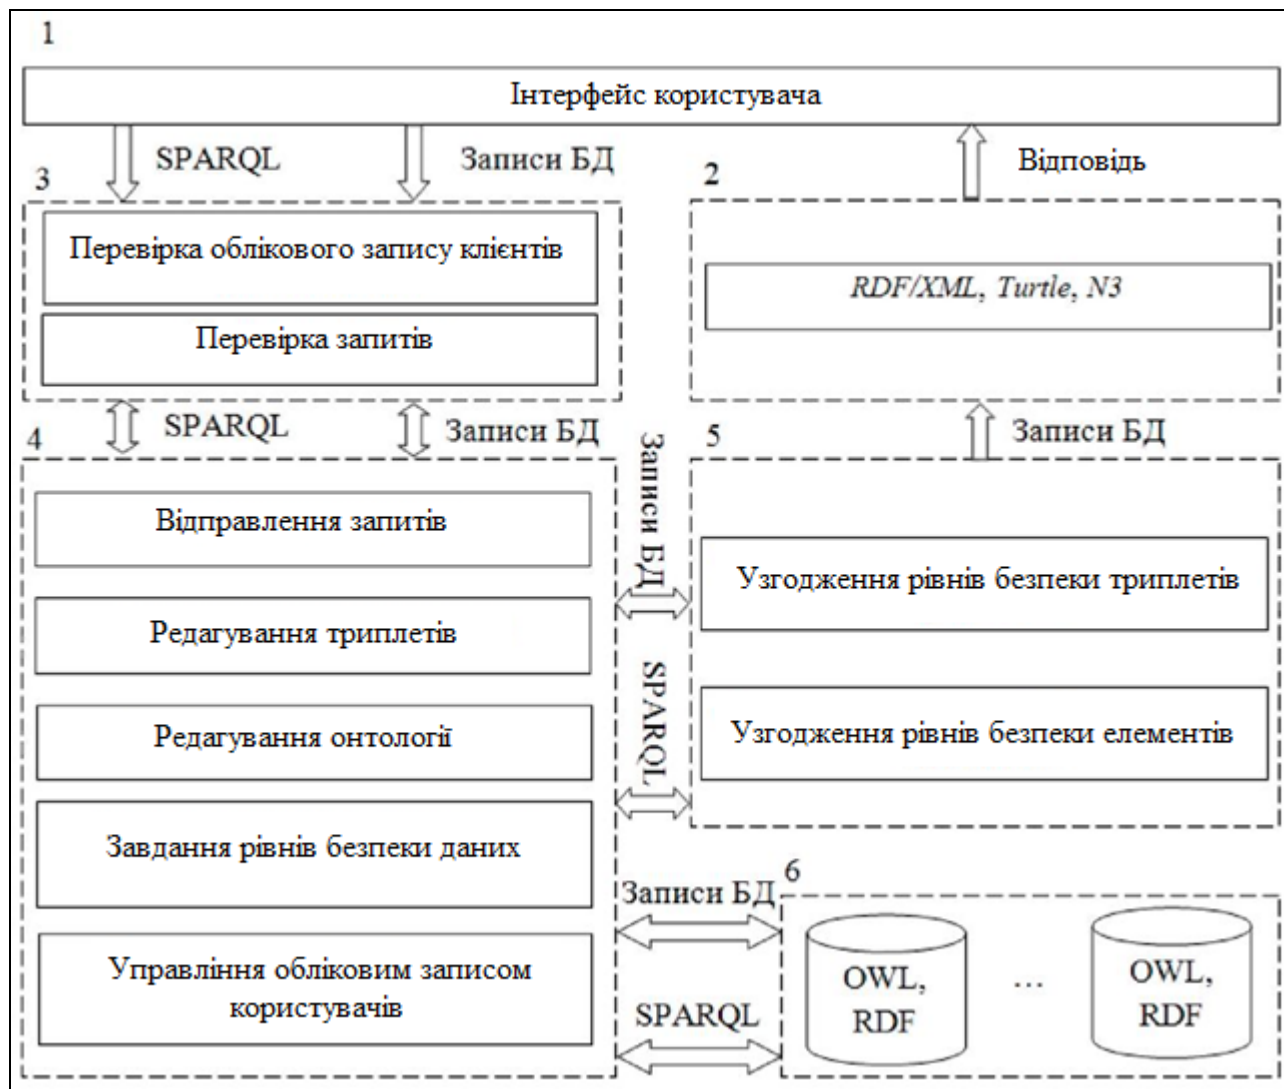 1
Інтерфейс користувача
SPARQL
Записи БД
Відповідь
3
2
Перевірка облікового запису клієнтів
Перевірка запитів
RDF/XML, Turtle, N3
SPARQL
Записи БД
Записи БД
4
5
Записи БД
Відправлення запитів
Редагування триплетів
Редагування онтології
Завдання рівнів безпеки даних
Управління обліковим записом
користувачів
Узгодження рівнів безпеки триплетів
SPARQL
Узгодження рівнів безпеки елементів
6
Записи БД
SPARQL
OWL,
RDF
...
OWL,
RDF